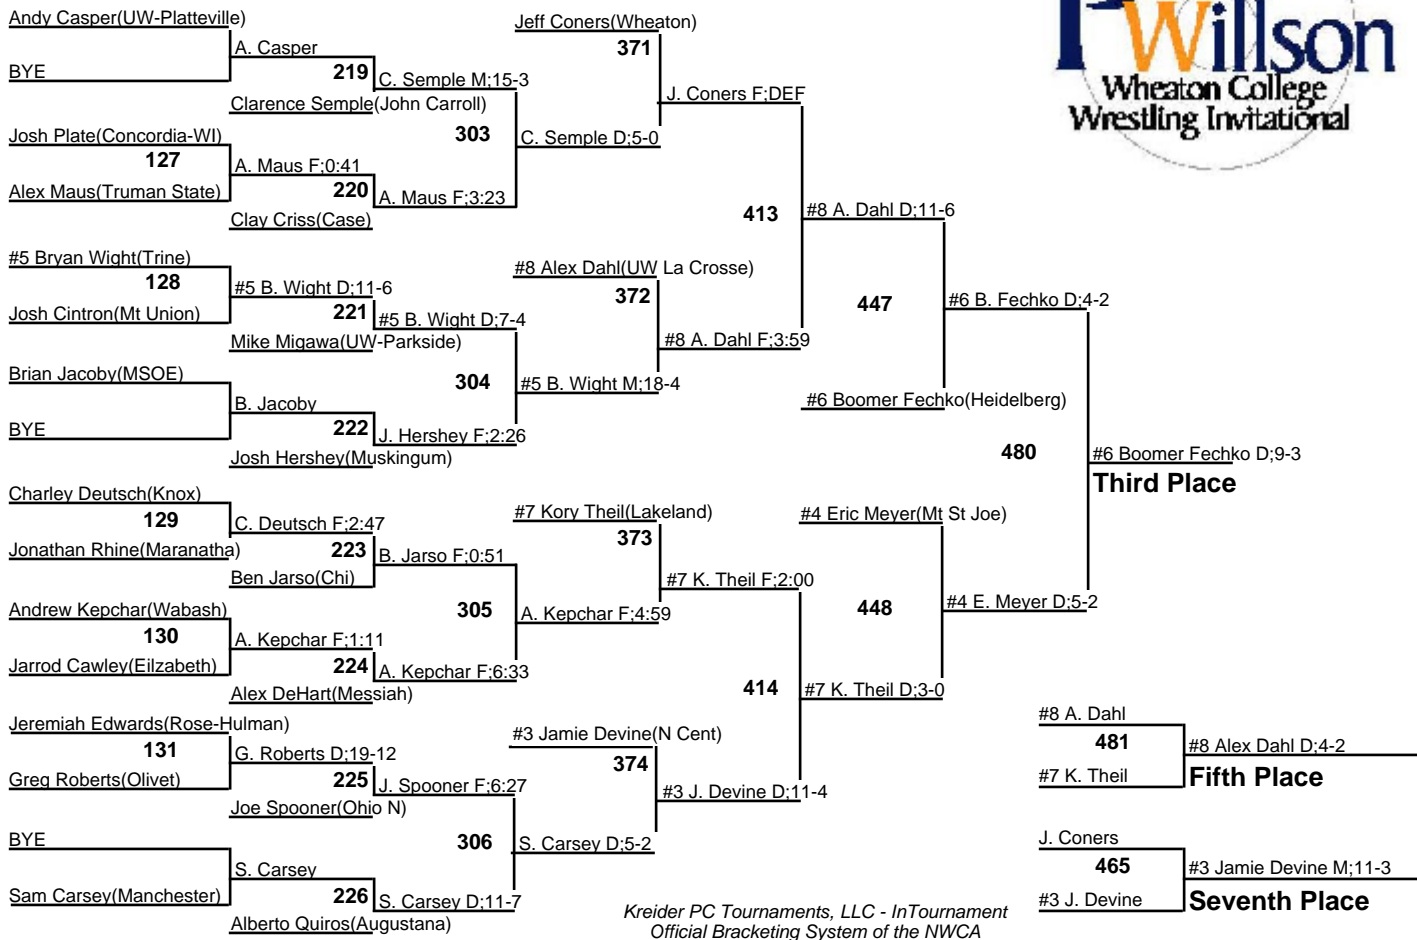 Willson
Wheaton College
Wrestling Invitational
Andy Casper(UW-Platteville)
BYE
Josh Plate(Concordia-WI)
127
Alex Maus(Truman State)
#5 Bryan Wight(Trine)
128
Josh Cintron(Mt Union)
Brian Jacoby(MSOE)
BYE
Charley Deutsch(Knox)
129
Jonathan Rhine(Maranatha)
Andrew Kepchar(Wabash)
130
Jarrod Cawley(Eilzabeth)
Jeremiah Edwards(Rose-Hulman)
131
Greg Roberts(Olivet)
BYE
Sam Carsey(Manchester)
A. Casper
219
Clarence Semple(John Carroll)
A. Maus F;0:41
220
Clay Criss(Case)
#5 B. Wight D;11-6
221
Mike Migawa(UW-Parkside)
B. Jacoby
222
Josh Hershey(Muskingum)
C. Deutsch F;2:47
223
Ben Jarso(Chi)
A. Kepchar F;1:11
224
Alex DeHart(Messiah)
G. Roberts D;19-12
225
Joe Spooner(Ohio N)
S. Carsey
226
Alberto Quiros(Augustana)
C. Semple M;15-3
303
A. Maus F;3:23
#5 B. Wight D;7-4
304
J. Hershey F;2:26
B. Jarso F;0:51
305
A. Kepchar F;6:33
J. Spooner F;6:27
306
S. Carsey D;11-7
Jeff Coners(Wheaton)
371
C. Semple D;5-0
#8 Alex Dahl(UW La Crosse)
372
#5 B. Wight M;18-4
#7 Kory Theil(Lakeland)
373
A. Kepchar F;4:59
#3 Jamie Devine(N Cent)
374
S. Carsey D;5-2
J. Coners F;DEF
413
#8 A. Dahl F;3:59
#7 K. Theil F;2:00
414
#3 J. Devine D;11-4
#8 A. Dahl D;11-6
447
#6 Boomer Fechko(Heidelberg)
#4 Eric Meyer(Mt St Joe)
448
#7 K. Theil D;3-0
#6 B. Fechko D;4-2
480
#4 E. Meyer D;5-2
#6 Boomer Fechko D;9-3
Third Place
#8 A. Dahl
481
#7 K. Theil
#8 Alex Dahl D;4-2
Fifth Place
J. Coners
465
#3 J. Devine
#3 Jamie Devine M;11-3
Seventh Place
Kreider PC Tournaments, LLC - InTournament
Official Bracketing System of the NWCA